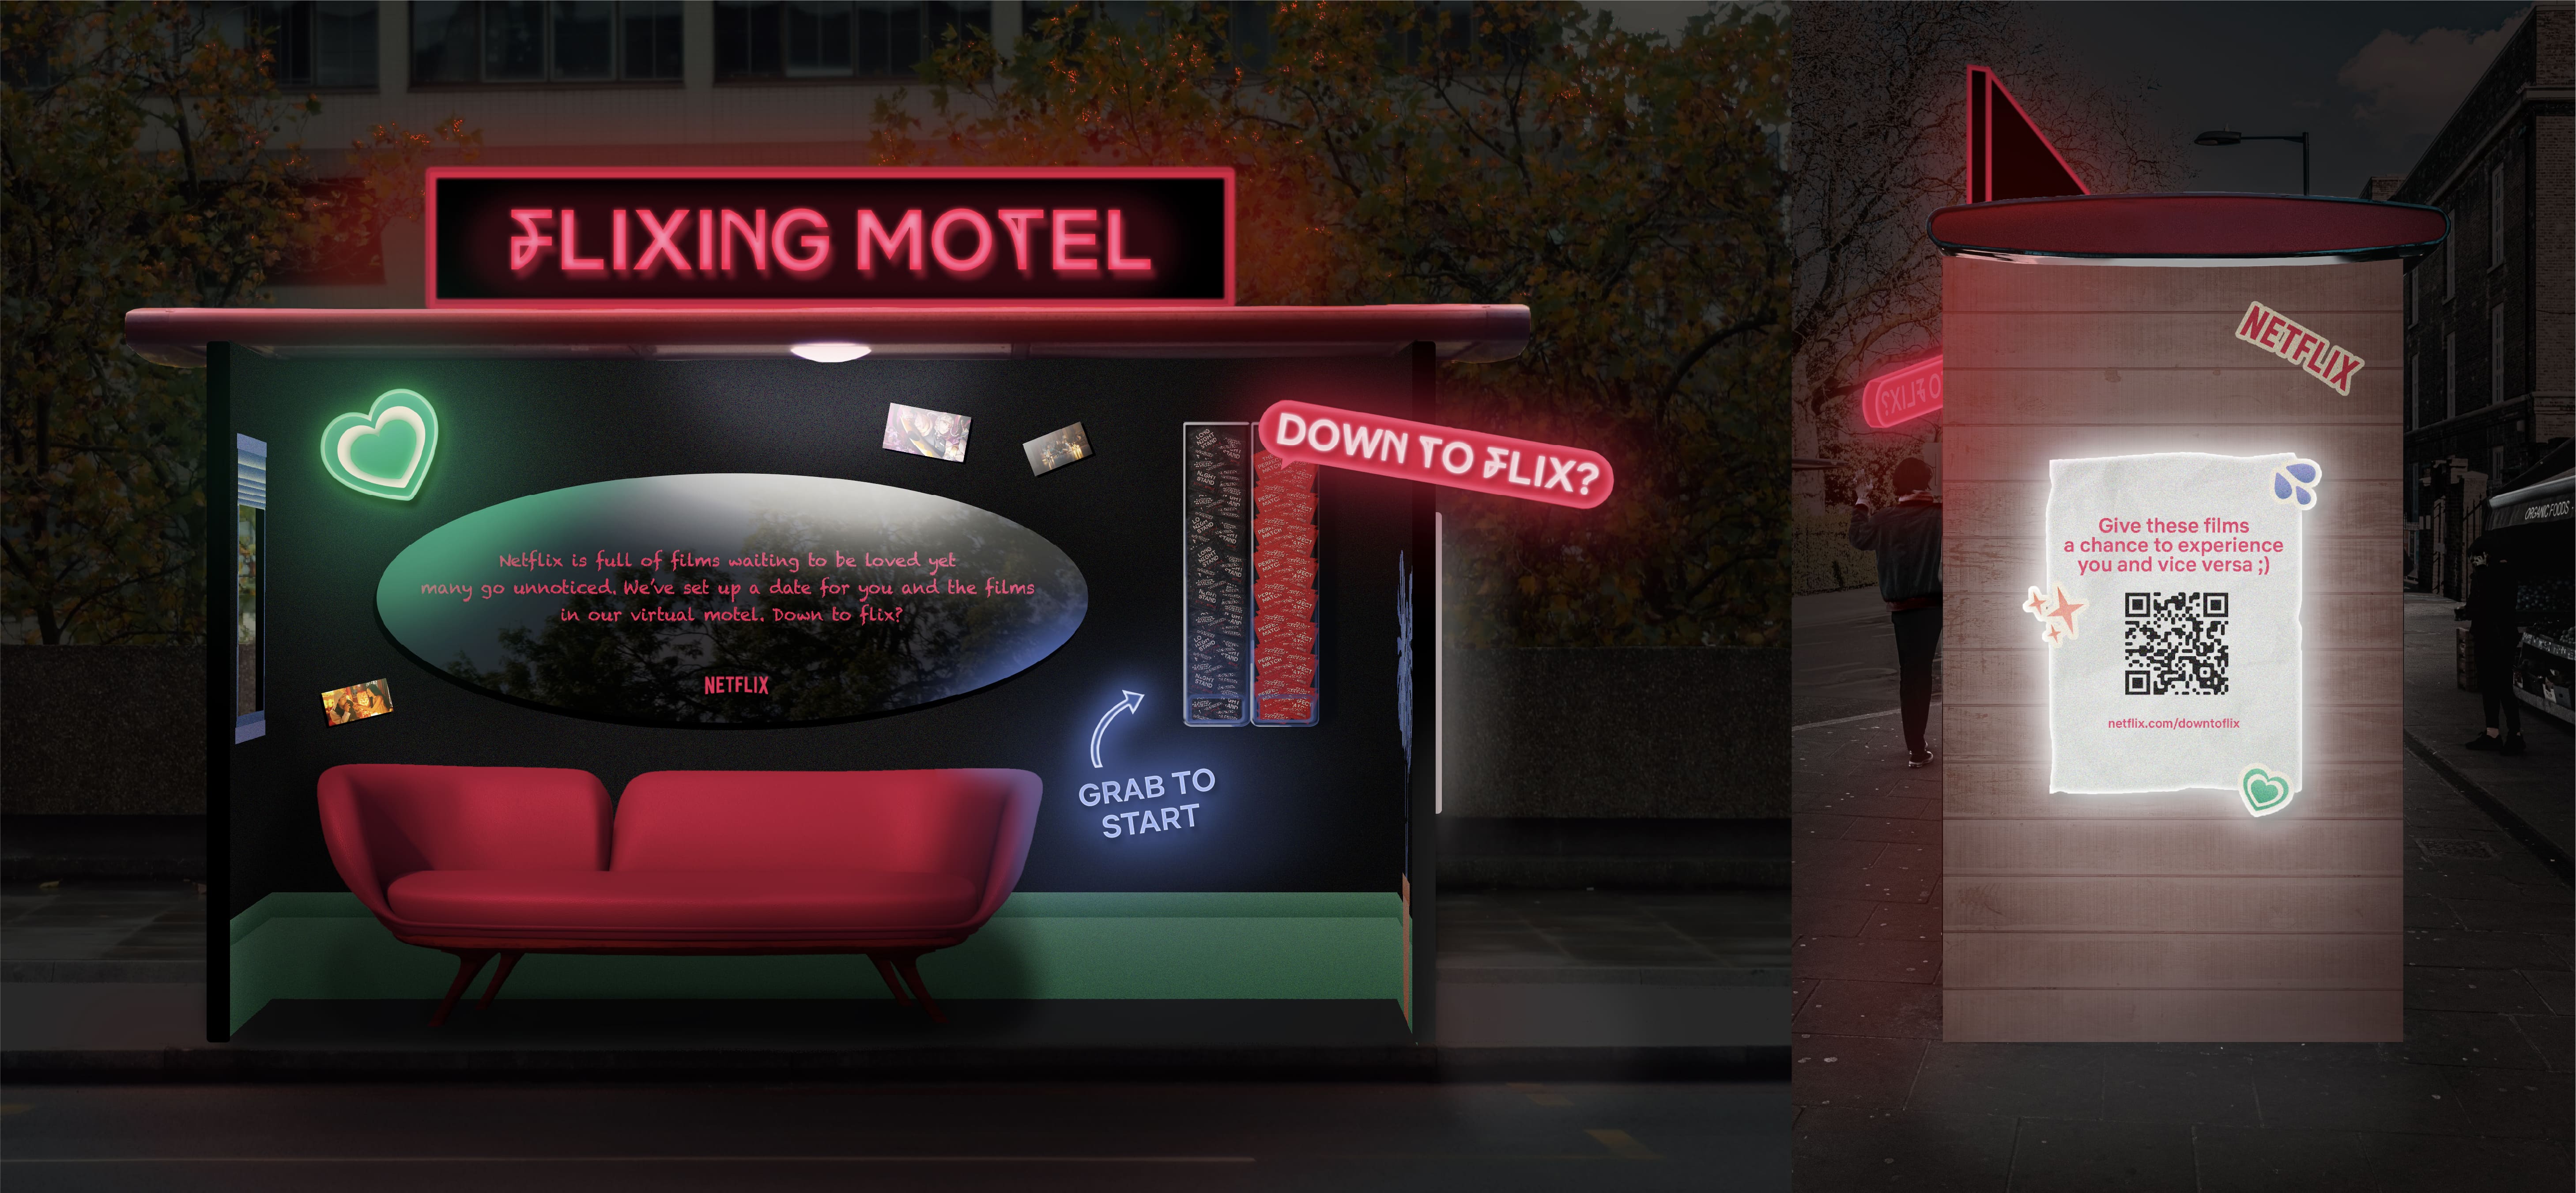 FLIXING MOTEL
DOWN TO FLIX?
Netflix is full of films waiting to be loved yet
many go unnoticed. We've set up a date for you and the films
in our virtual motel. Down to flix?
NETFLIX
GRAB TO
START
NETFLIX
Give these films
a chance to experience
you and vice versa ;)
netflix.com/downtoflix
ORGANIC FOODS